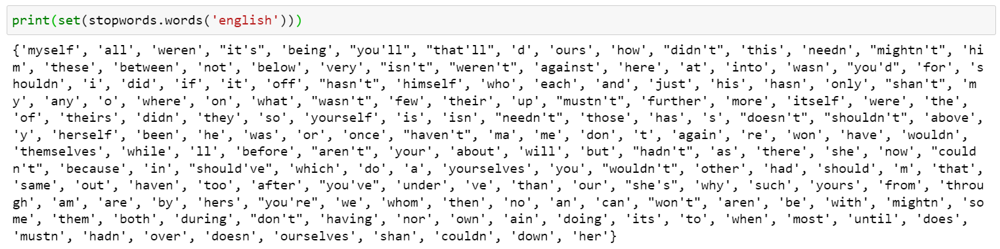 print(set(stopwords.words('english')))
{'myself', 'all', 'weren', "it's", 'being', "you'll", "that'll", 'd', 'ours', 'how', "didn't", 'this', 'needn', "mightn't", 'hi
m', 'these', 'between', 'not', 'below', 'very', "isn't", "weren't", 'against', 'here', 'at', 'into', 'wasn', "you'd", 'for', 's
houldn', 'i', 'did', 'if', 'it', 'off', "hasn't", 'himself', 'who', 'each', 'and', 'just', 'his', 'hasn', 'only', "shan't", 'm
y', 'any', 'o', 'where', 'on', 'what', "wasn't", 'few', 'their', 'up', "mustn't", 'further', 'more', 'itself', 'were', 'the',
'of', 'theirs', 'didn', 'they', 'so', 'yourself', 'is', 'isn', "needn't", 'those', 'has', 's', "doesn't", "shouldn't", 'above',
'y', 'herself', 'been', 'he', 'was', 'or', 'once', "haven't", 'ma', 'me', 'don', 't', 'again', 're', 'won', 'have', 'wouldn',
'themselves', 'while', 'll', 'before', "aren't", 'your', 'about', 'will', 'but', "hadn't", 'as', 'there', 'she', 'now', "could
n't", 'because', 'in', "should've", 'which', 'do', 'a', 'yourselves', 'you', "wouldn't", 'other', 'had', 'should', 'm', 'that',
'same', 'out', 'haven', 'too', 'after', "you've", 'under', 've', 'than', 'our', "she's", 'why', 'such', 'yours', 'from', 'throu
gh', 'am', 'are', 'by', 'hers', "you're", 'we', 'whom', 'then', 'no', 'an', 'can', "won't", 'aren', 'be', 'with', 'mightn', 'so
me', 'them', 'both', 'during', "don't", 'having', 'nor', 'own', 'ain', 'doing', 'its', 'to', 'when', 'most', 'until', 'does',
'mustn', 'hadn', 'over', 'doesn', 'ourselves', 'shan', 'couldn', 'down', 'her'}